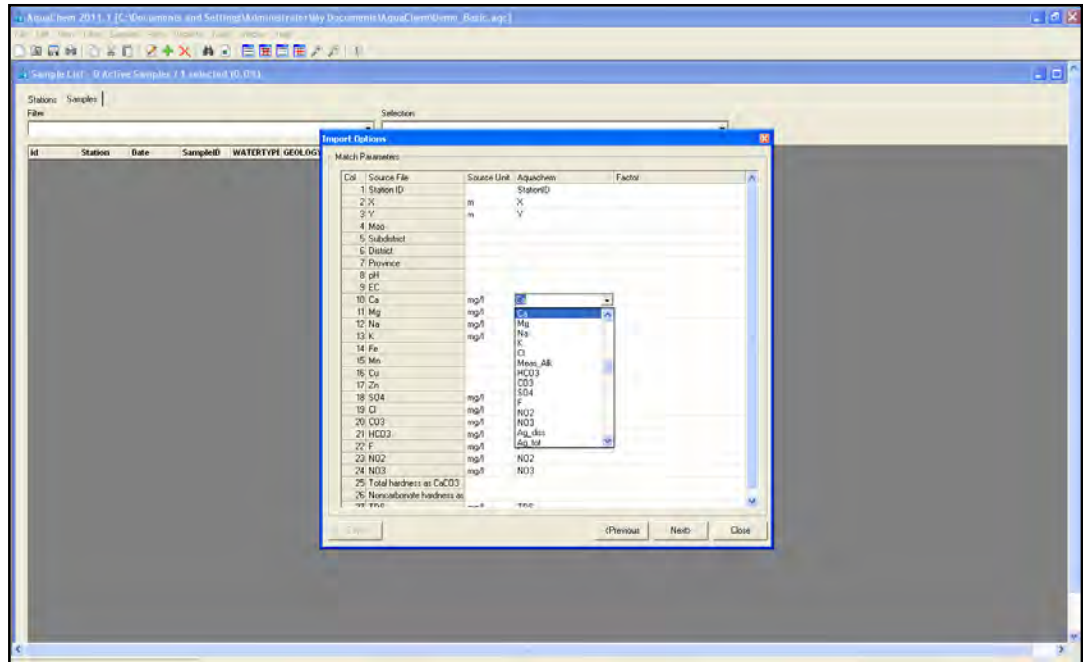 AquaChem 2011.1 [C:\Documents and Settings\Administrator\My Documents\AquaChem\Demo_Basic.aqc]
Sample List - 0 Active Samples / 1 selected (0.0%)
Stations Samples
Filter Selection
Import Options
Id Station Date SampleID WATERTYPE GEOLOGY
Match Parameters
Col Source File Source Unit Aquachem Factor
1 Station ID StationID
2 X m X
3 Y m Y
4 Moo
5 Subdistrict
6 District
7 Province
8 pH
9 EC
10 Ca mg/l Ca
11 Mg mg/l Ca
12 Na mg/l Mg
13 K mg/l Na
K
14 Fe Cl
15 Mn Meas_Alk
16 Cu HCO3
17 Zn CO3
18 SO4 mg/l SO4
19 Cl mg/l F
20 CO3 mg/l NO2
21 HCO3 mg/l NO3
Ag_diss
22 F mg/l Ag_tot
23 NO2 mg/l NO2
24 NO3 mg/l NO3
25 Total hardness as CaCO3
26 Noncarbonate hardness as
27 TDS mg/l TDS
<Previous Next> Close